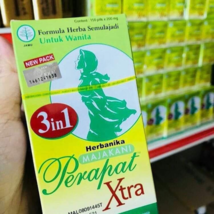 Formula Herba Semulajadi
Untuk Wanita
NEW PACK
3in1
Herbanika
MAJAKANI
Perapat
Xtra